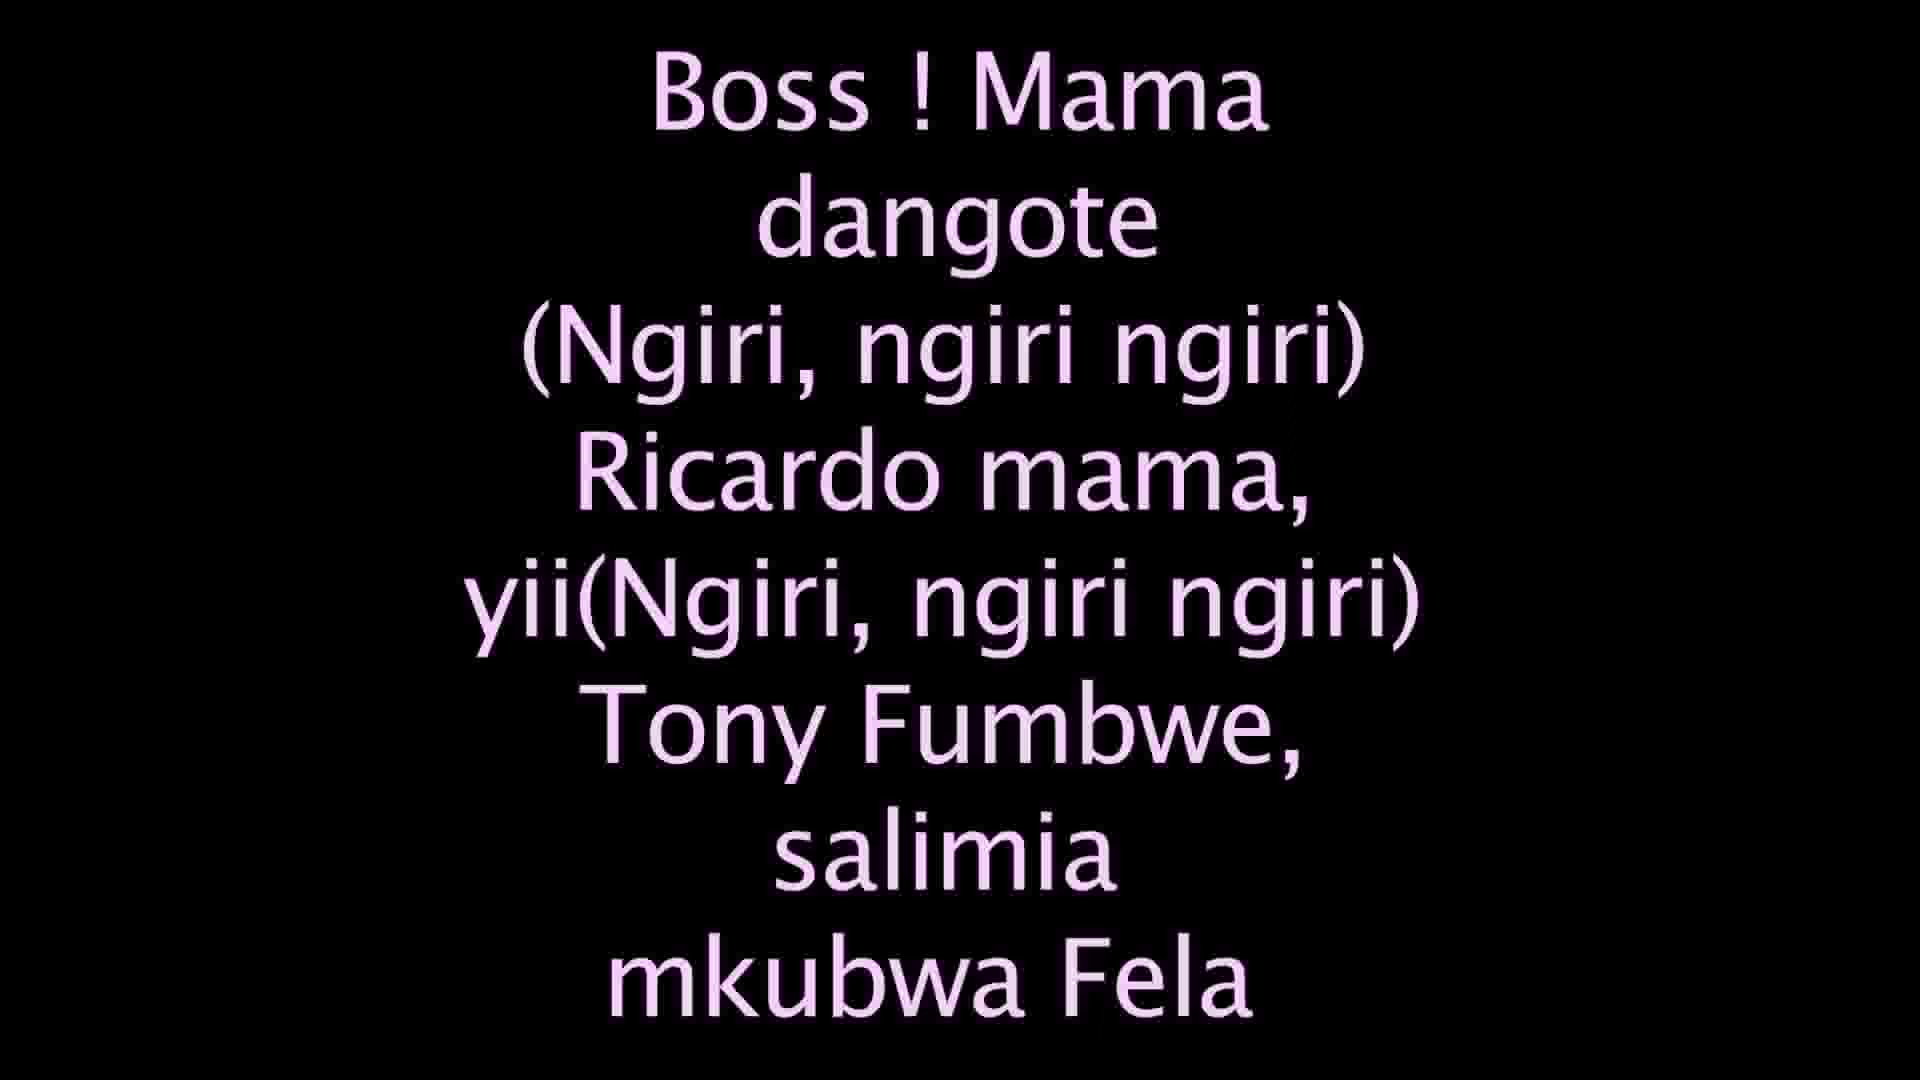 Boss ! Mama
dangote
(Ngiri, ngiri ngiri)
Ricardo mama,
yii(Ngiri, ngiri ngiri)
Tony Fumbwe,
salimia
mkubwa Fela